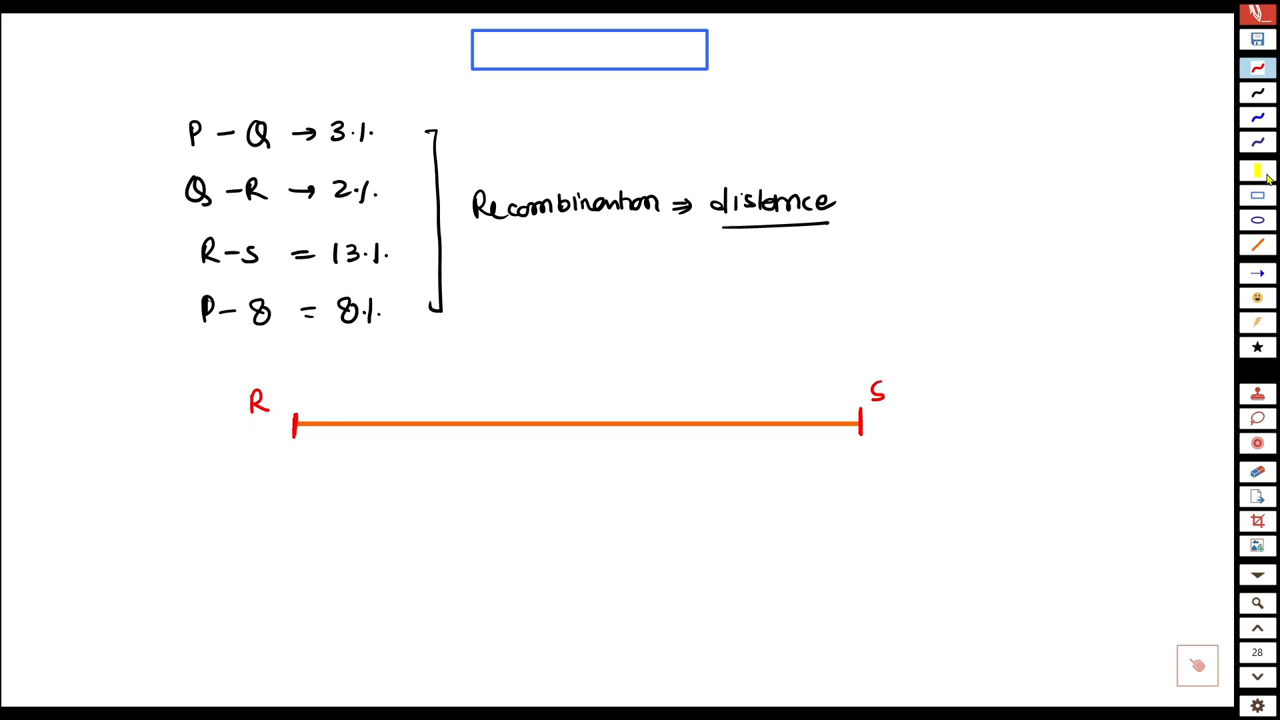 P - Q → 3%
Q - R → 2%
R - S = 13%
P - 8 = 8%
Recombination ⇒ distance
R S
28